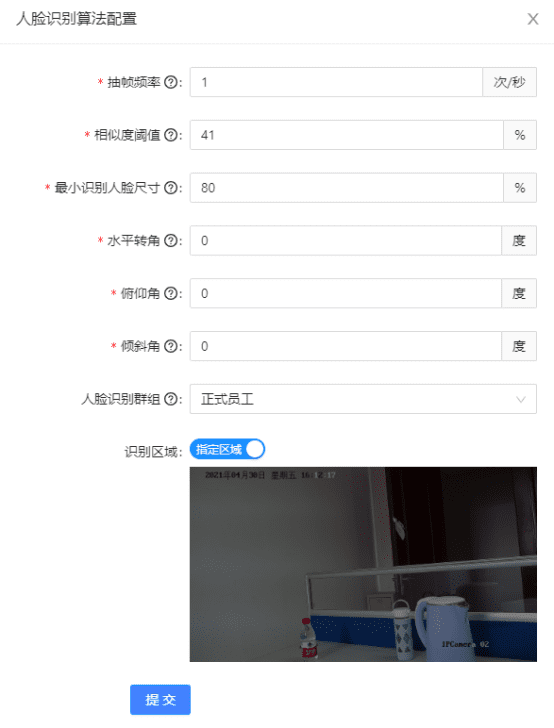 人脸识别算法配置
* 抽帧频率 ? : 1 次/秒
* 相似度阈值 ? : 41 %
* 最小识别人脸尺寸 ? : 80 %
* 水平转角 ? : 0 度
* 俯仰角 ? : 0 度
* 倾斜角 ? : 0 度
人脸识别群组 ? : 正式员工
识别区域: 指定区域
2021年04月30日 星期五 16: 2:17
IPCamera 02
提 交